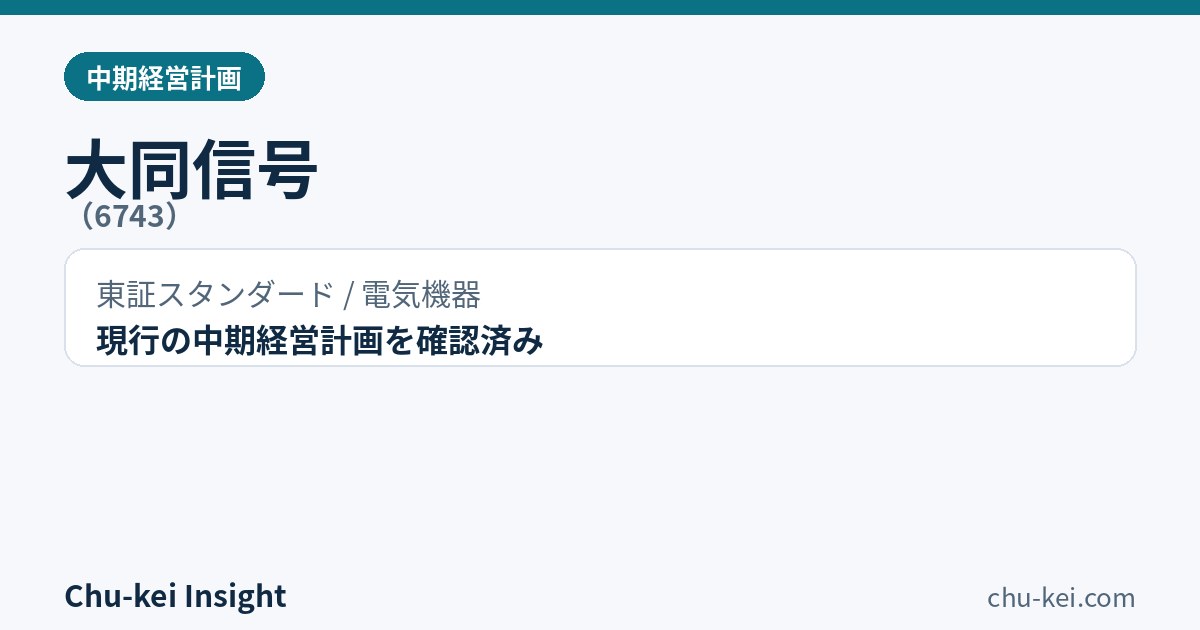 中期経営計画
大同信号
（6743）
東証スタンダード / 電気機器
現行の中期経営計画を確認済み
Chu-kei Insight
chu-kei.com